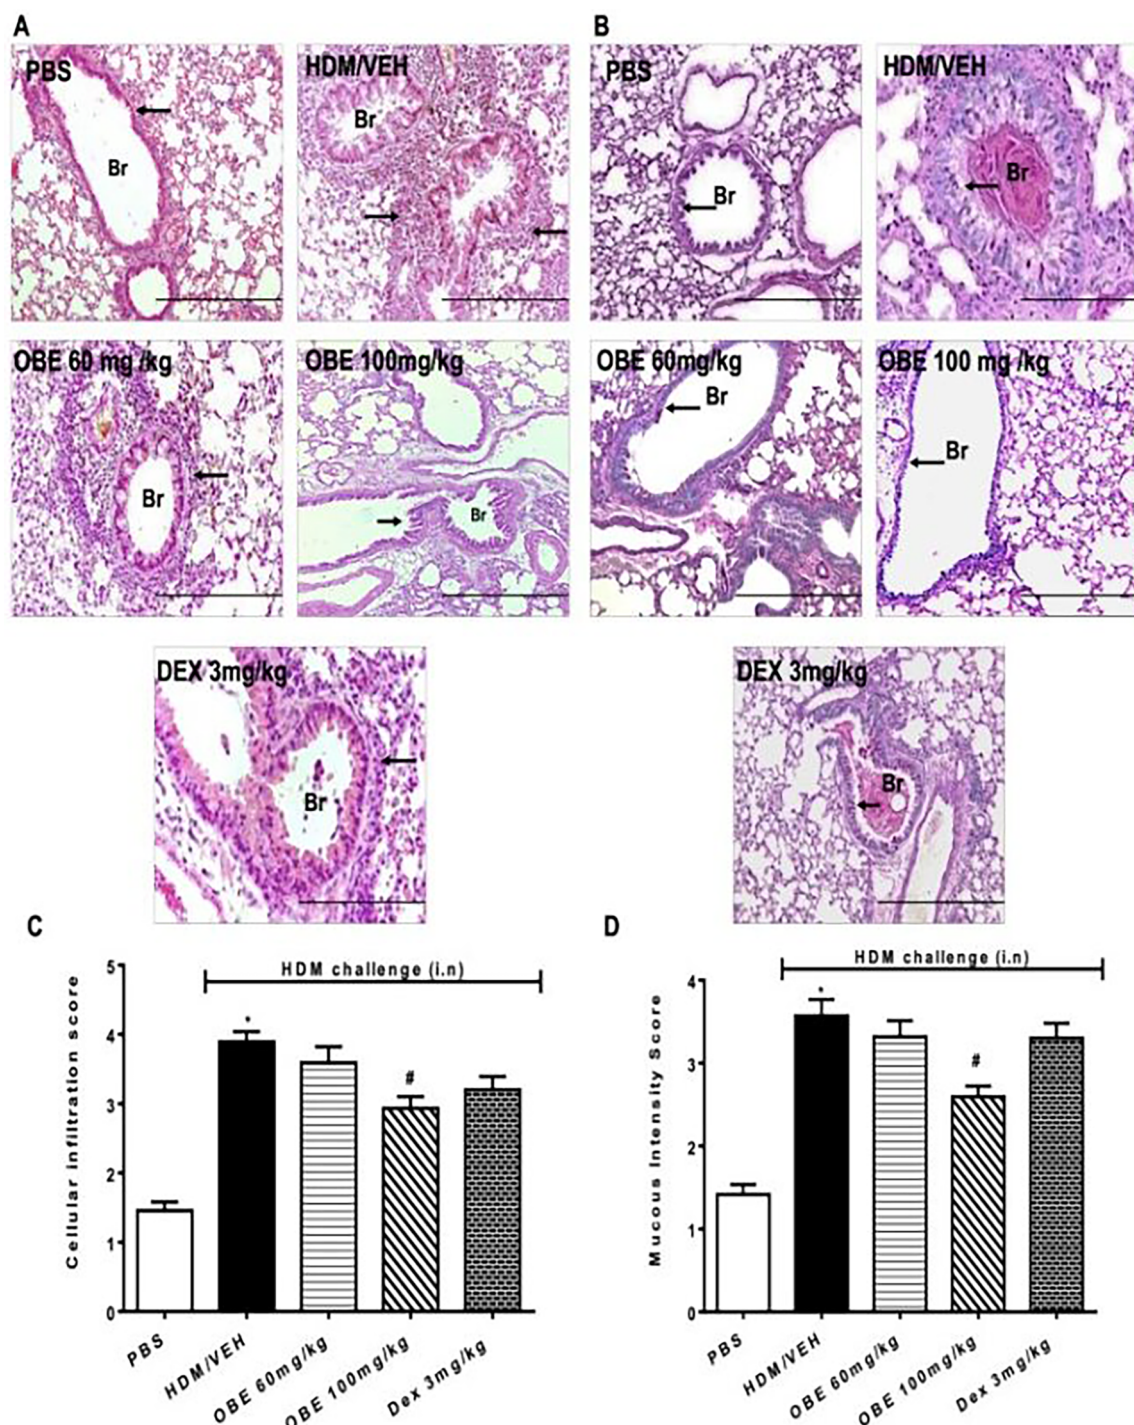 A
B
PBS
HDM/VEH
PBS
HDM/VEH
Br
Br
Br
Br
OBE 60 mg /kg
OBE 100mg/kg
OBE 60mg/kg
OBE 100 mg /kg
Br
Br
Br
Br
DEX 3mg/kg
DEX 3mg/kg
Br
Br
C
D
HDM challenge (i.n)
Cellular infiltration score
5
4
3
2
1
0
*
#
PBS
HDM/VEH
OBE 60mg/kg
OBE 100mg/kg
Dex 3mg/kg
HDM challenge (i.n)
Mucous Intensity Score
4
3
2
1
0
*
#
PBS
HDM/VEH
OBE 60mg/kg
OBE 100mg/kg
Dex 3mg/kg